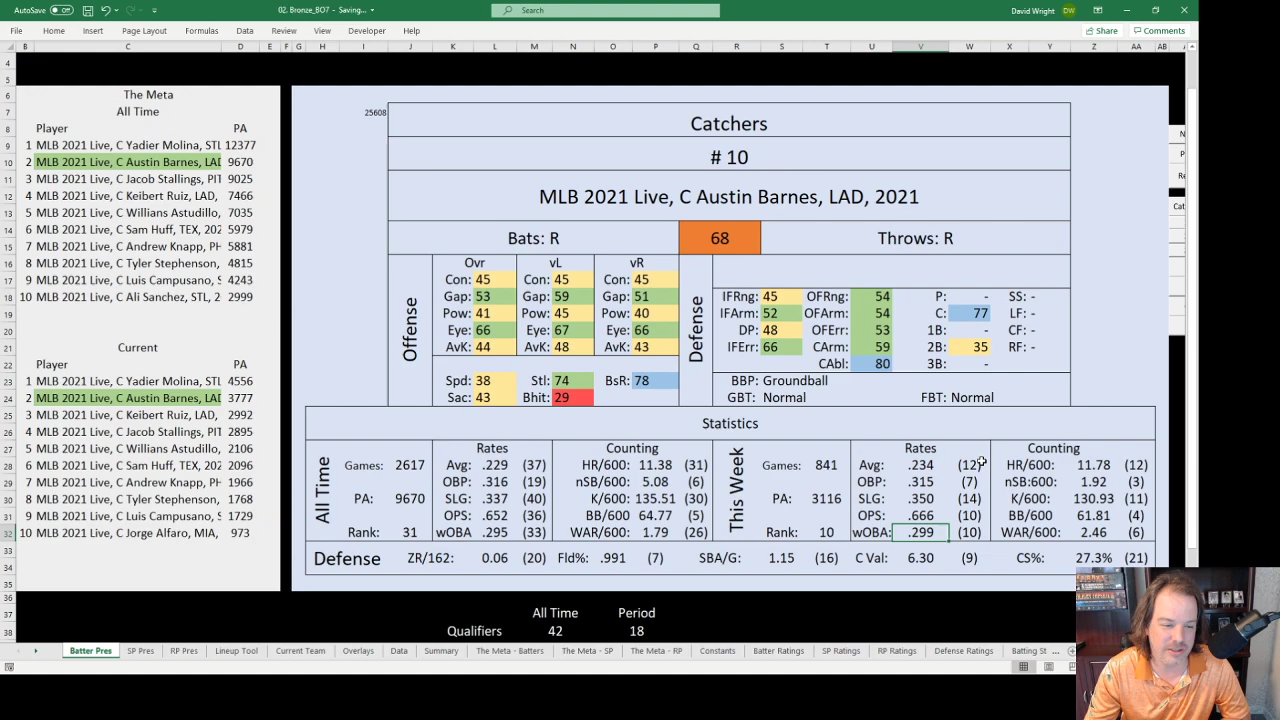 AutoSave Off 02. Bronze_BO7 - Saving... Search David Wright DW
File Home Insert Page Layout Formulas Data Review View Developer Help Share Comments
B C D E F G H I J K L M N O P Q R S T U V W X Y Z AA AB
The Meta
All Time
Player PA
1 MLB 2021 Live, C Yadier Molina, STL 12377
2 MLB 2021 Live, C Austin Barnes, LAD 9670
3 MLB 2021 Live, C Jacob Stallings, PIT 9025
4 MLB 2021 Live, C Keibert Ruiz, LAD, 7466
5 MLB 2021 Live, C Willians Astudillo, 7035
6 MLB 2021 Live, C Sam Huff, TEX, 202 5979
7 MLB 2021 Live, C Andrew Knapp, PH 5881
8 MLB 2021 Live, C Tyler Stephenson, 4815
9 MLB 2021 Live, C Luis Campusano, 4243
10 MLB 2021 Live, C Ali Sanchez, STL, 2 2999
Current
Player PA
1 MLB 2021 Live, C Yadier Molina, STL 4556
2 MLB 2021 Live, C Austin Barnes, LAD 3777
3 MLB 2021 Live, C Keibert Ruiz, LAD, 2992
4 MLB 2021 Live, C Jacob Stallings, PIT 2895
5 MLB 2021 Live, C Willians Astudillo, 2106
6 MLB 2021 Live, C Sam Huff, TEX, 202 2096
7 MLB 2021 Live, C Andrew Knapp, PH 1966
8 MLB 2021 Live, C Tyler Stephenson, 1768
9 MLB 2021 Live, C Luis Campusano, 1729
10 MLB 2021 Live, C Jorge Alfaro, MIA, 973
25608
Catchers
# 10
MLB 2021 Live, C Austin Barnes, LAD, 2021
Bats: R 68 Throws: R
Offense
Ovr vL vR
Con: 45 Con: 45 Con: 45
Gap: 53 Gap: 59 Gap: 51
Pow: 41 Pow: 45 Pow: 40
Eye: 66 Eye: 67 Eye: 66
AvK: 44 AvK: 48 AvK: 43
Spd: 38 Stl: 74 BsR: 78
Sac: 43 Bhit: 29
Defense
IFRng: 45 OFRng: 54 P: - SS: -
IFArm: 52 OFArm: 54 C: 77 LF: -
DP: 48 OFErr: 53 1B: - CF: -
IFErr: 66 CArm: 59 2B: 35 RF: -
CAbl: 80 3B: -
BBP: Groundball
GBT: Normal FBT: Normal
Statistics
All Time
Rates Counting
Games: 2617 Avg: .229 (37) HR/600: 11.38 (31)
OBP: .316 (19) nSB/600: 5.08 (6)
PA: 9670 SLG: .337 (40) K/600: 135.51 (30)
OPS: .652 (36) BB/600 64.77 (5)
Rank: 31 wOBA: .295 (33) WAR/600: 1.79 (26)
This Week
Rates Counting
Games: 841 Avg: .234 (12) HR/600: 11.78 (12)
OBP: .315 (7) nSB:600: 1.92 (3)
PA: 3116 SLG: .350 (14) K/600: 130.93 (11)
OPS: .666 (10) BB/600 61.81 (4)
Rank: 10 wOBA: .299 (10) WAR/600: 2.46 (6)
Defense ZR/162: 0.06 (20) Fld%: .991 (7) SBA/G: 1.15 (16) C Val: 6.30 (9) CS%: 27.3% (21)
All Time Period
Qualifiers 42 18
Batter Pres SP Pres RP Pres Lineup Tool Current Team Overlays Data Summary The Meta - Batters The Meta - SP The Meta - RP Constants Batter Ratings SP Ratings RP Ratings Defense Ratings Batting St ...